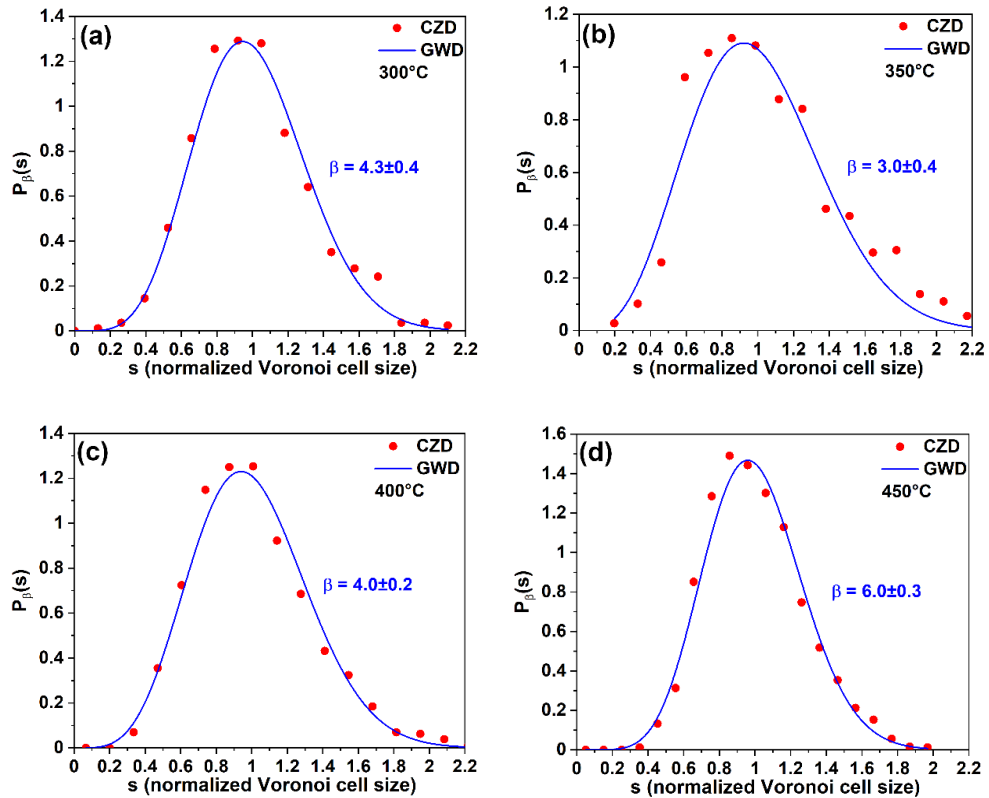 (a)
CZD
GWD
300°C
β = 4.3±0.4
Pβ(s)
1.4
1.2
1
0.8
0.6
0.4
0.2
0
0 0.2 0.4 0.6 0.8 1 1.2 1.4 1.6 1.8 2 2.2
s (normalized Voronoi cell size)
(b)
CZD
GWD
350°C
β = 3.0±0.4
Pβ(s)
1.2
1
0.8
0.6
0.4
0.2
0
0 0.2 0.4 0.6 0.8 1 1.2 1.4 1.6 1.8 2 2.2
s (normalized Voronoi cell size)
(c)
CZD
GWD
400°C
β = 4.0±0.2
Pβ(s)
1.4
1.2
1
0.8
0.6
0.4
0.2
0
0 0.2 0.4 0.6 0.8 1 1.2 1.4 1.6 1.8 2 2.2
s (normalized Voronoi cell size)
(d)
CZD
GWD
450°C
β = 6.0±0.3
Pβ(s)
1.6
1.4
1.2
1
0.8
0.6
0.4
0.2
0
0 0.2 0.4 0.6 0.8 1 1.2 1.4 1.6 1.8 2 2.2
s (normalized Voronoi cell size)